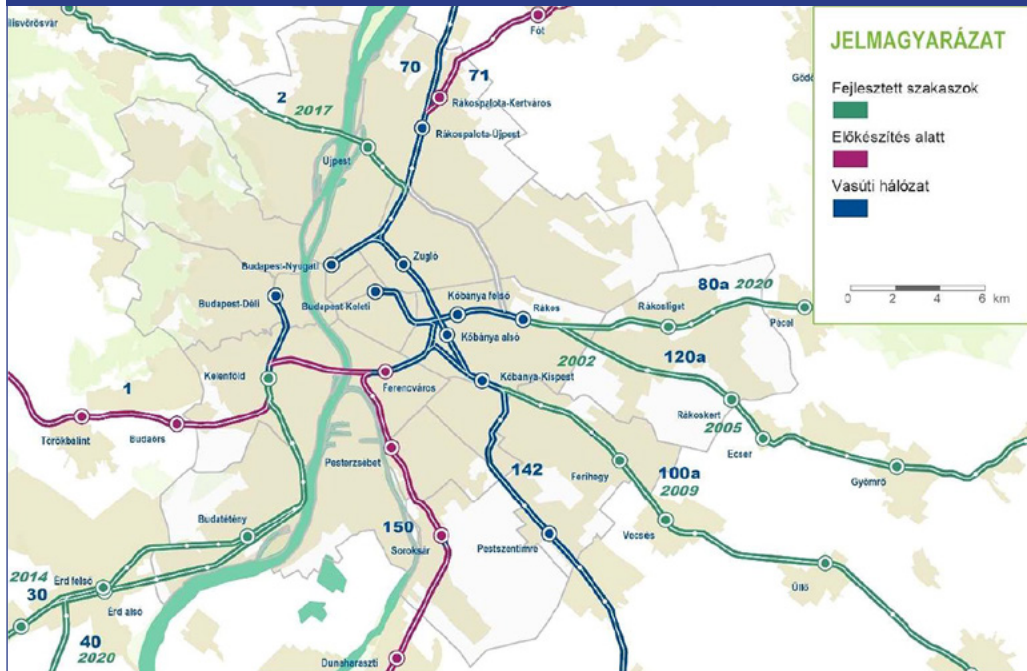 llisvörösvár
Fót
70
71
2 2017
Rákospalota-Kertváros
Rákospalota-Újpest
Újpest
Gödö
JELMAGYARÁZAT
Fejlesztett szakaszok
Előkészítés alatt
Vasúti hálózat
0 2 4 6 km
Budapest-Nyugati
Zugló
Budapest-Déli
Budapest-Keleti
Kőbánya felső
Rákos
Kőbánya alsó
Rákosliget
80a 2020
Pécel
2002
120a
Kelenföld
Ferencváros
Kőbánya-Kispest
1
Törökbálint
Budaörs
Rákoskert
2005
Ecser
Gyömrő
Pesterzsébet
142
Ferihegy
100a
2009
Vecsés
Budatétény
150
Soroksár
Pestszentimre
Üllő
2014
Érd felső
30
Érd alsó
40
2020
Dunaharaszti